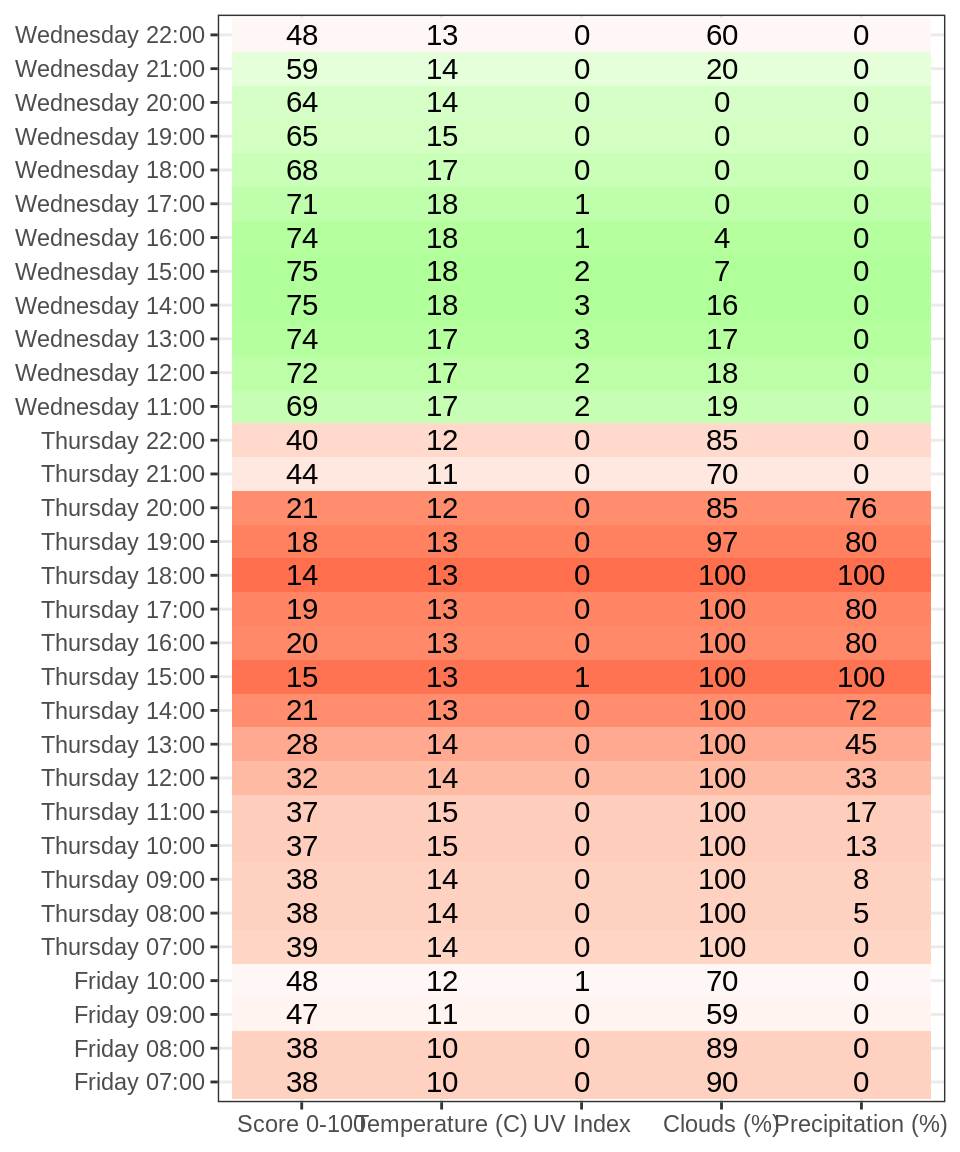 Wednesday 22:00 48 13 0 60 0
Wednesday 21:00 59 14 0 20 0
Wednesday 20:00 64 14 0 0 0
Wednesday 19:00 65 15 0 0 0
Wednesday 18:00 68 17 0 0 0
Wednesday 17:00 71 18 1 0 0
Wednesday 16:00 74 18 1 4 0
Wednesday 15:00 75 18 2 7 0
Wednesday 14:00 75 18 3 16 0
Wednesday 13:00 74 17 3 17 0
Wednesday 12:00 72 17 2 18 0
Wednesday 11:00 69 17 2 19 0
Thursday 22:00 40 12 0 85 0
Thursday 21:00 44 11 0 70 0
Thursday 20:00 21 12 0 85 76
Thursday 19:00 18 13 0 97 80
Thursday 18:00 14 13 0 100 100
Thursday 17:00 19 13 0 100 80
Thursday 16:00 20 13 0 100 80
Thursday 15:00 15 13 1 100 100
Thursday 14:00 21 13 0 100 72
Thursday 13:00 28 14 0 100 45
Thursday 12:00 32 14 0 100 33
Thursday 11:00 37 15 0 100 17
Thursday 10:00 37 15 0 100 13
Thursday 09:00 38 14 0 100 8
Thursday 08:00 38 14 0 100 5
Thursday 07:00 39 14 0 100 0
Friday 10:00 48 12 1 70 0
Friday 09:00 47 11 0 59 0
Friday 08:00 38 10 0 89 0
Friday 07:00 38 10 0 90 0
Score 0-100 Temperature (C) UV Index Clouds (%) Precipitation (%)